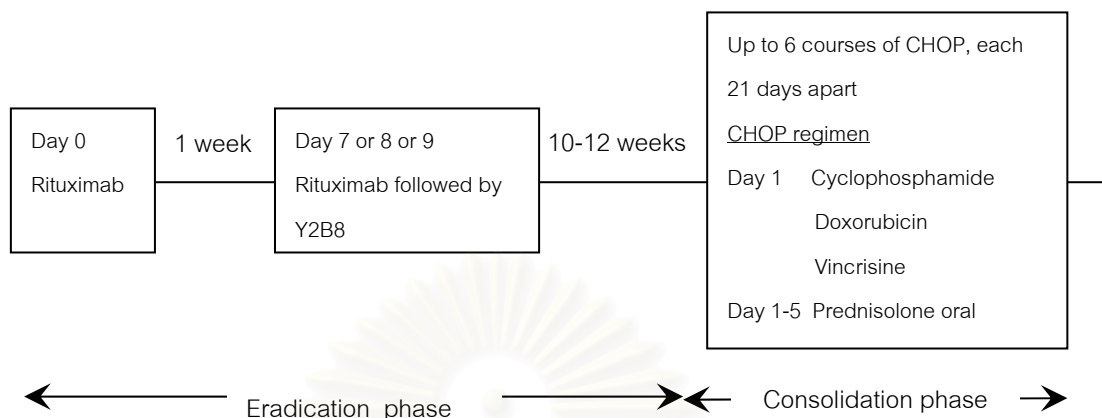 Day 0
Rituximab
1 week
Day 7 or 8 or 9
Rituximab followed by
Y2B8
10-12 weeks
Up to 6 courses of CHOP, each
21 days apart
CHOP regimen
Day 1 Cyclophosphamide
Doxorubicin
Vincrisine
Day 1-5 Prednisolone oral
Eradication phase
Consolidation phase